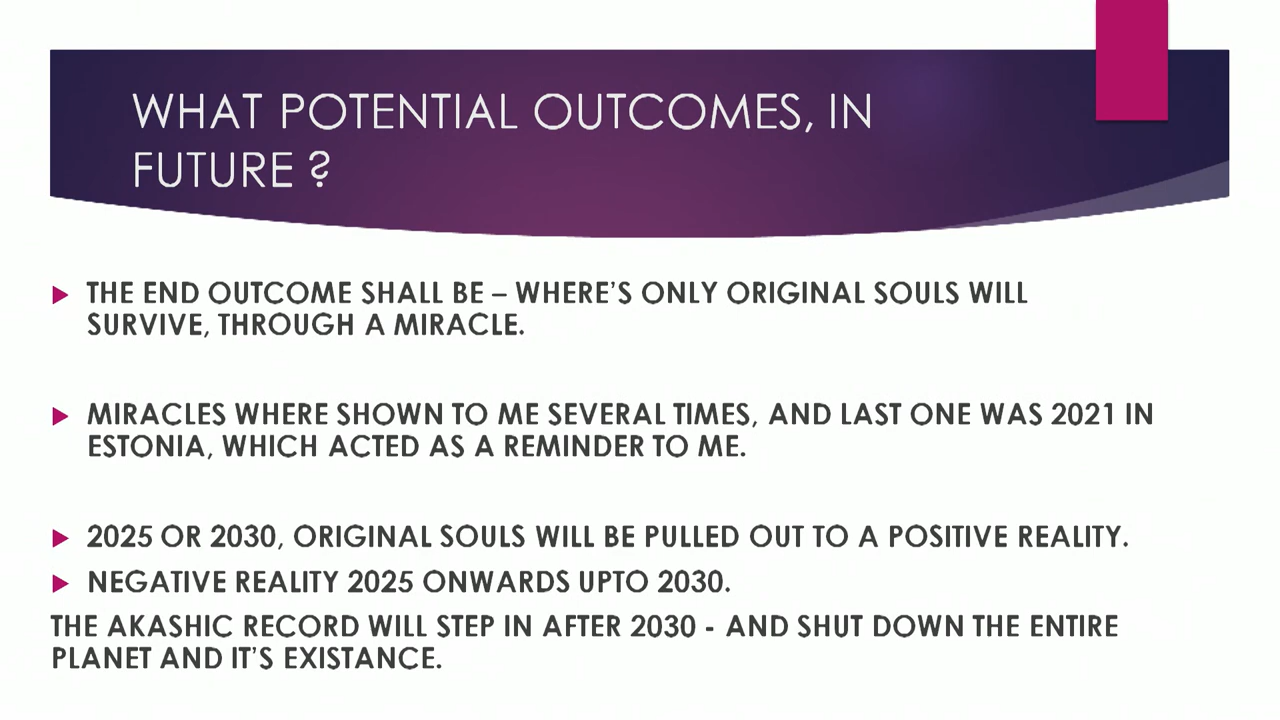 WHAT POTENTIAL OUTCOMES, IN
FUTURE ?
THE END OUTCOME SHALL BE – WHERE'S ONLY ORIGINAL SOULS WILL
SURVIVE, THROUGH A MIRACLE.
MIRACLES WHERE SHOWN TO ME SEVERAL TIMES, AND LAST ONE WAS 2021 IN
ESTONIA, WHICH ACTED AS A REMINDER TO ME.
2025 OR 2030, ORIGINAL SOULS WILL BE PULLED OUT TO A POSITIVE REALITY.
NEGATIVE REALITY 2025 ONWARDS UPTO 2030.
THE AKASHIC RECORD WILL STEP IN AFTER 2030 - AND SHUT DOWN THE ENTIRE
PLANET AND IT'S EXISTANCE.